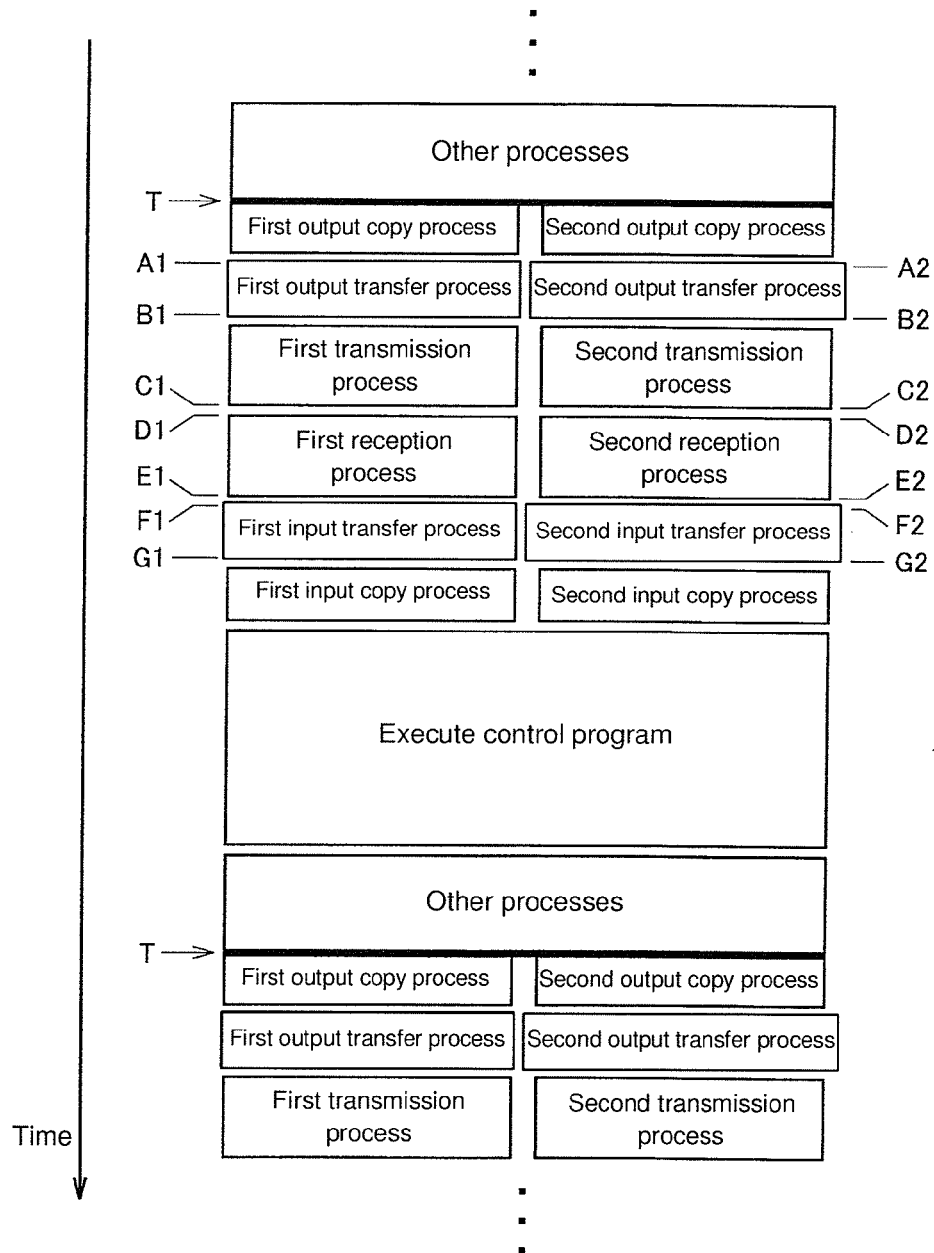 Other processes
T
First output copy process
Second output copy process
A1
A2
First output transfer process
Second output transfer process
B1
B2
First transmission
process
Second transmission
process
C1
C2
D1
D2
First reception
process
Second reception
process
E1
E2
F1
F2
First input transfer process
Second input transfer process
G1
G2
First input copy process
Second input copy process
Execute control program
Other processes
T
First output copy process
Second output copy process
First output transfer process
Second output transfer process
First transmission
process
Second transmission
process
Time